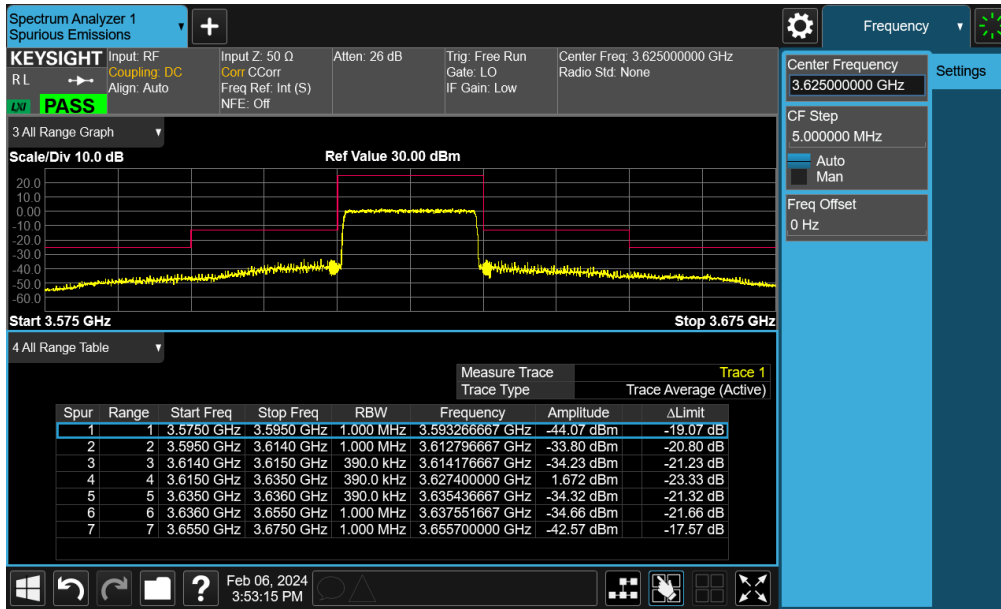 Spectrum Analyzer 1
Spurious Emissions
Frequency
KEYSIGHT Input: RF Input Z: 50 Ω Atten: 26 dB Trig: Free Run Center Freq: 3.625000000 GHz
R L Coupling: DC Corr CCorr Gate: LO Radio Std: None
Align: Auto Freq Ref: Int (S) IF Gain: Low
LXI PASS NFE: Off
Center Frequency
3.625000000 GHz
Settings
CF Step
5.000000 MHz
Auto
Man
Freq Offset
0 Hz
3 All Range Graph
Scale/Div 10.0 dB Ref Value 30.00 dBm
20.0
10.0
0.00
-10.0
-20.0
-30.0
-40.0
-50.0
-60.0
Start 3.575 GHz Stop 3.675 GHz
4 All Range Table
Measure Trace Trace 1
Trace Type Trace Average (Active)
Spur Range Start Freq Stop Freq RBW Frequency Amplitude ΔLimit
1 1 3.5750 GHz 3.5950 GHz 1.000 MHz 3.593266667 GHz -44.07 dBm -19.07 dB
2 2 3.5950 GHz 3.6140 GHz 1.000 MHz 3.612796667 GHz -33.80 dBm -20.80 dB
3 3 3.6140 GHz 3.6150 GHz 390.0 kHz 3.614176667 GHz -34.23 dBm -21.23 dB
4 4 3.6150 GHz 3.6350 GHz 390.0 kHz 3.627400000 GHz 1.672 dBm -23.33 dB
5 5 3.6350 GHz 3.6360 GHz 390.0 kHz 3.635436667 GHz -34.32 dBm -21.32 dB
6 6 3.6360 GHz 3.6550 GHz 1.000 MHz 3.637551667 GHz -34.66 dBm -21.66 dB
7 7 3.6550 GHz 3.6750 GHz 1.000 MHz 3.655700000 GHz -42.57 dBm -17.57 dB
?
Feb 06, 2024
3:53:15 PM